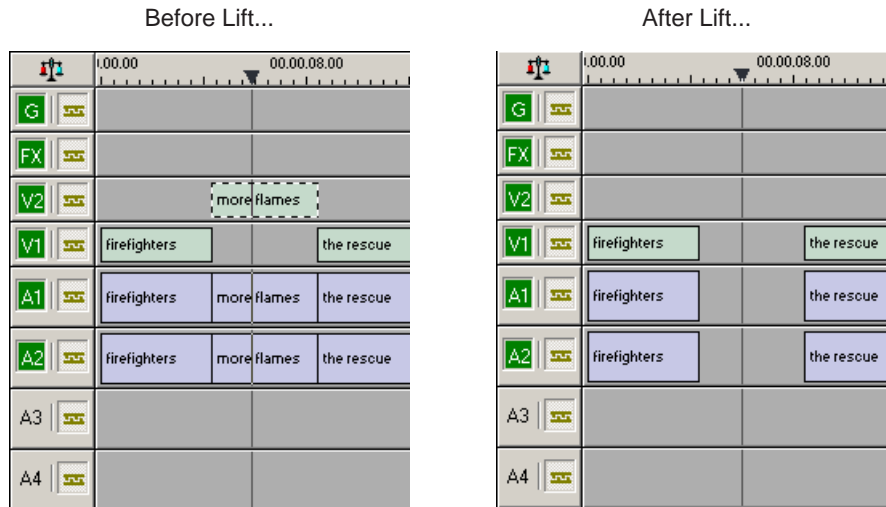 Before Lift...
After Lift...
:00.00 00.00.08.00
G
FX
V2 more flames
V1 firefighters the rescue
A1 firefighters more flames the rescue
A2 firefighters more flames the rescue
A3
A4
:00.00 00.00.08.00
G
FX
V2
V1 firefighters the rescue
A1 firefighters the rescue
A2 firefighters the rescue
A3
A4